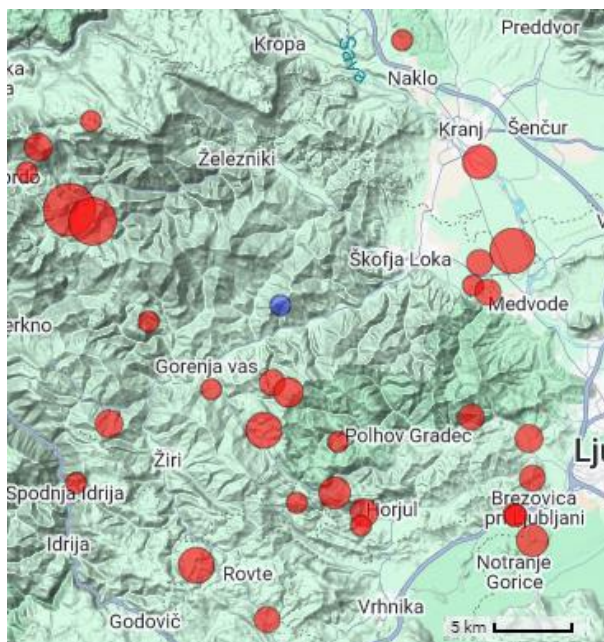 Preddvor
Kropa
Sava
Naklo
Kranj
Šenčur
Železniki
Škofja Loka
Medvode
Gorenja vas
Polhov Gradec
Žiri
Spodnja Idrija
Horjul
Brezovica
pri Ljubljani
Idrija
Rovte
Notranje
Gorice
Vrhnika
Godovič
5 km